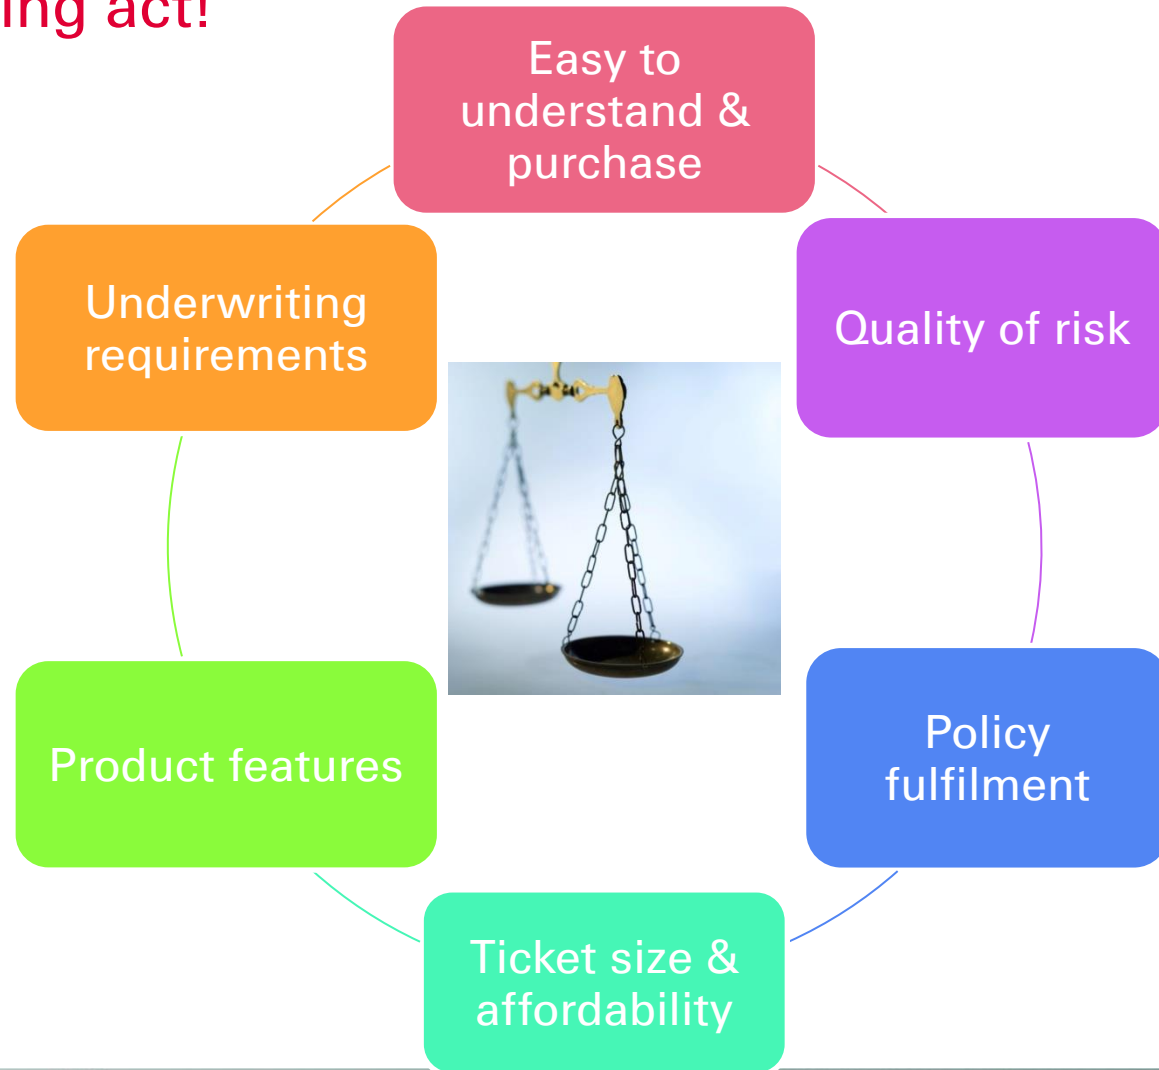 ing act!
Easy to
understand &
purchase
Quality of risk
Policy
fulfilment
Ticket size &
affordability
Product features
Underwriting
requirements